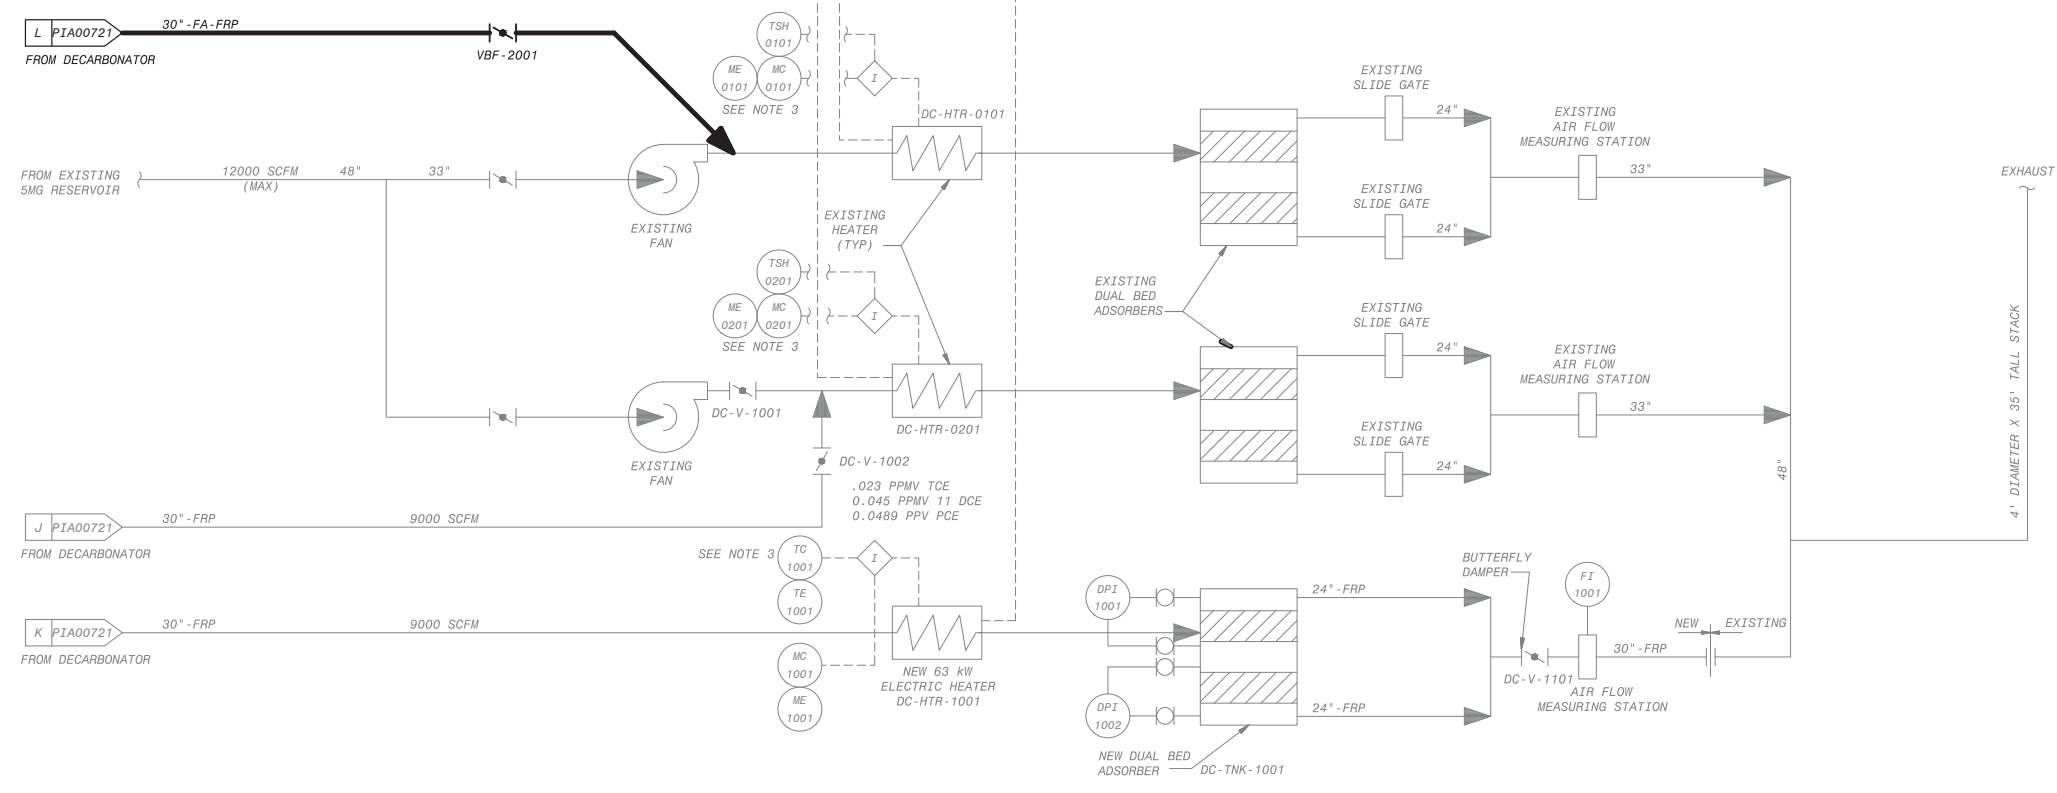 L PIA00721
30"-FA-FRP
FROM DECARBONATOR
VBF-2001
TSH
0101
ME
0101
MC
0101
I
SEE NOTE 3
DC-HTR-0101
EXISTING
SLIDE GATE
24"
EXISTING
AIR FLOW
MEASURING STATION
33"
EXHAUST
FROM EXISTING
5MG RESERVOIR
12000 SCFM
(MAX)
48"
33"
EXISTING
FAN
EXISTING
HEATER
(TYP)
EXISTING
SLIDE GATE
24"
TSH
0201
ME
0201
MC
0201
I
SEE NOTE 3
EXISTING
DUAL BED
ADSORBERS
EXISTING
SLIDE GATE
24"
EXISTING
AIR FLOW
MEASURING STATION
33"
4' DIAMETER X 35' TALL STACK
DC-V-1001
DC-HTR-0201
EXISTING
FAN
DC-V-1002
.023 PPMV TCE
0.045 PPMV 11 DCE
0.0489 PPV PCE
EXISTING
SLIDE GATE
24"
48"
J PIA00721
30"-FRP
9000 SCFM
FROM DECARBONATOR
SEE NOTE 3
TC
1001
TE
1001
I
K PIA00721
30"-FRP
9000 SCFM
FROM DECARBONATOR
MC
1001
ME
1001
NEW 63 kW
ELECTRIC HEATER
DC-HTR-1001
DPI
1001
DPI
1002
24"-FRP
24"-FRP
BUTTERFLY
DAMPER
FI
1001
NEW
EXISTING
30"-FRP
DC-V-1101
AIR FLOW
MEASURING STATION
NEW DUAL BED
ADSORBER
DC-TNK-1001